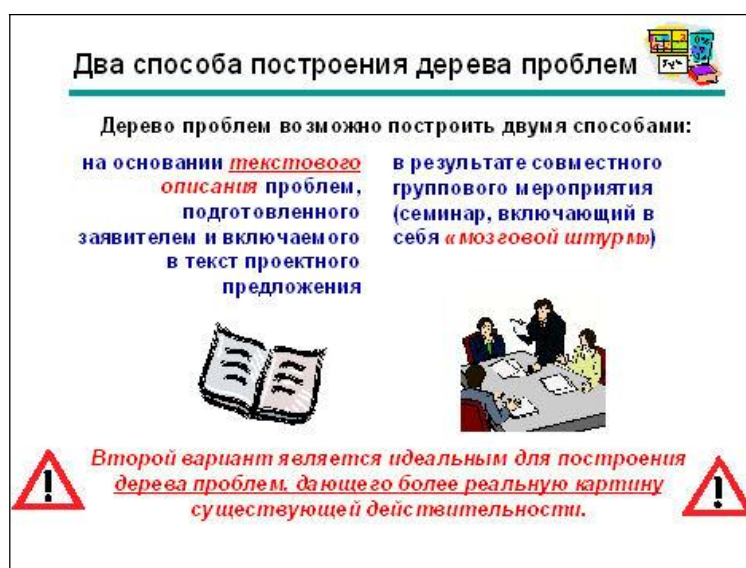 Два способа построения дерева проблем
Дерево проблем возможно построить двумя способами:
на основании текстового
описания проблем,
подготовленного
заявителем и включаемого
в текст проектного
предложения
в результате совместного
группового мероприятия
(семинар, включающий в
себя «мозговой штурм»)
Второй вариант является идеальным для построения
дерева проблем, дающего более реальную картину
существующей действительности.